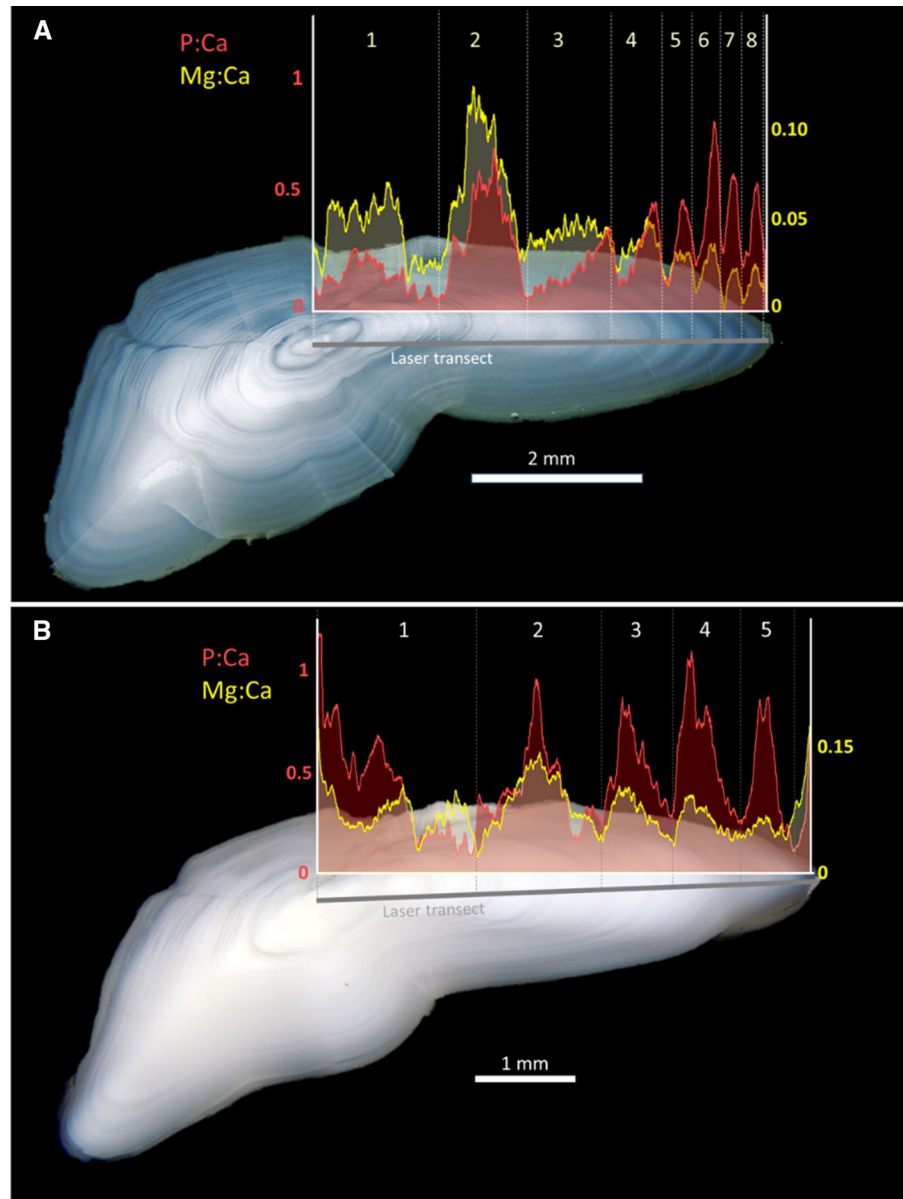 A
P:Ca
Mg:Ca
1 2 3 4 5 6 7 8
1
0.5
0
0.10
0.05
0
Laser transect
2 mm
B
P:Ca
Mg:Ca
1 2 3 4 5
1
0.5
0
0.15
0
Laser transect
1 mm